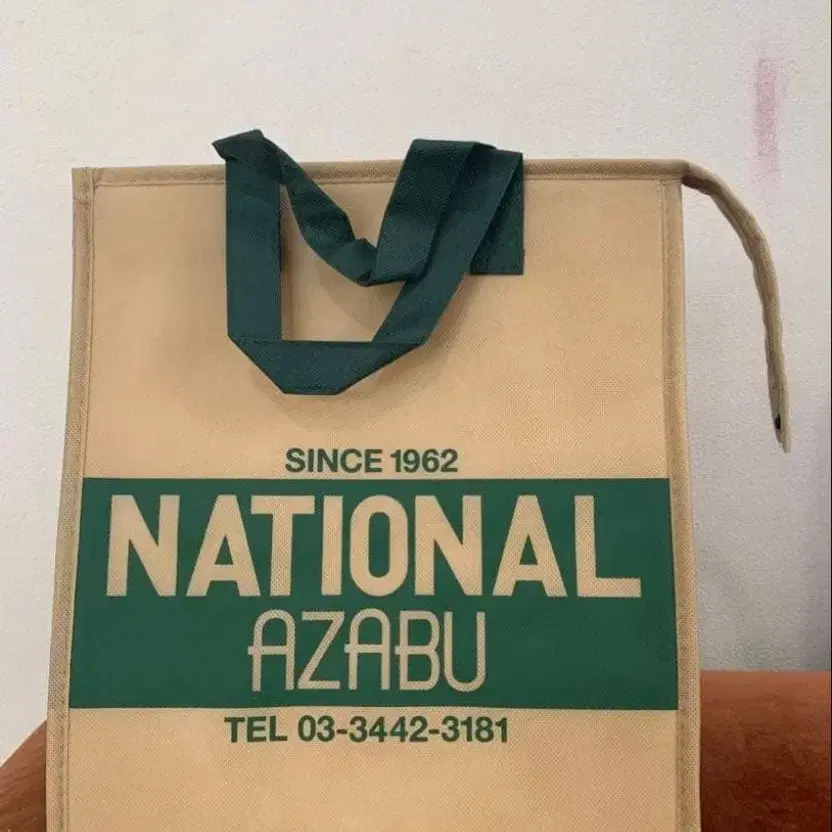 SINCE 1962
NATIONAL
AZABU
TEL 03-3442-3181